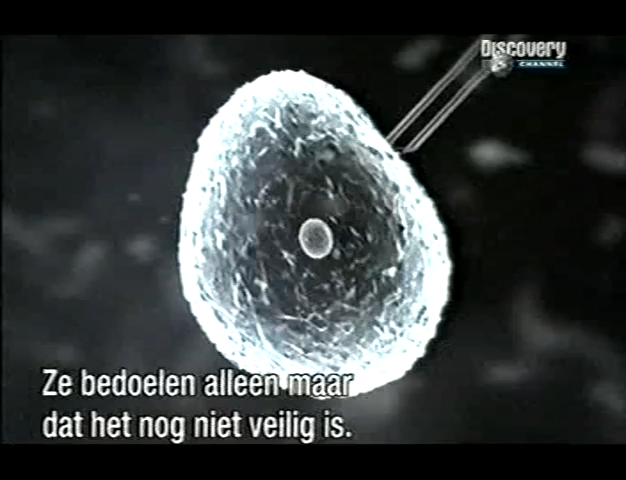 Discovery
CHANNEL
Ze bedoelen alleen maar
dat het nog niet veilig is.